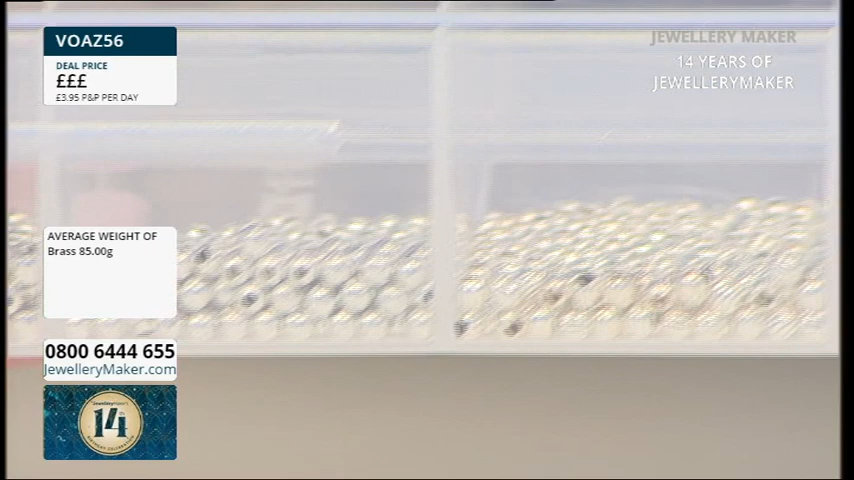 VOAZ56
DEAL PRICE
£££
£3.95 P&P PER DAY
JEWELLERY MAKER
14 YEARS OF
JEWELLERYMAKER
AVERAGE WEIGHT OF
Brass 85.00g
0800 6444 655
JewelleryMaker.com
14